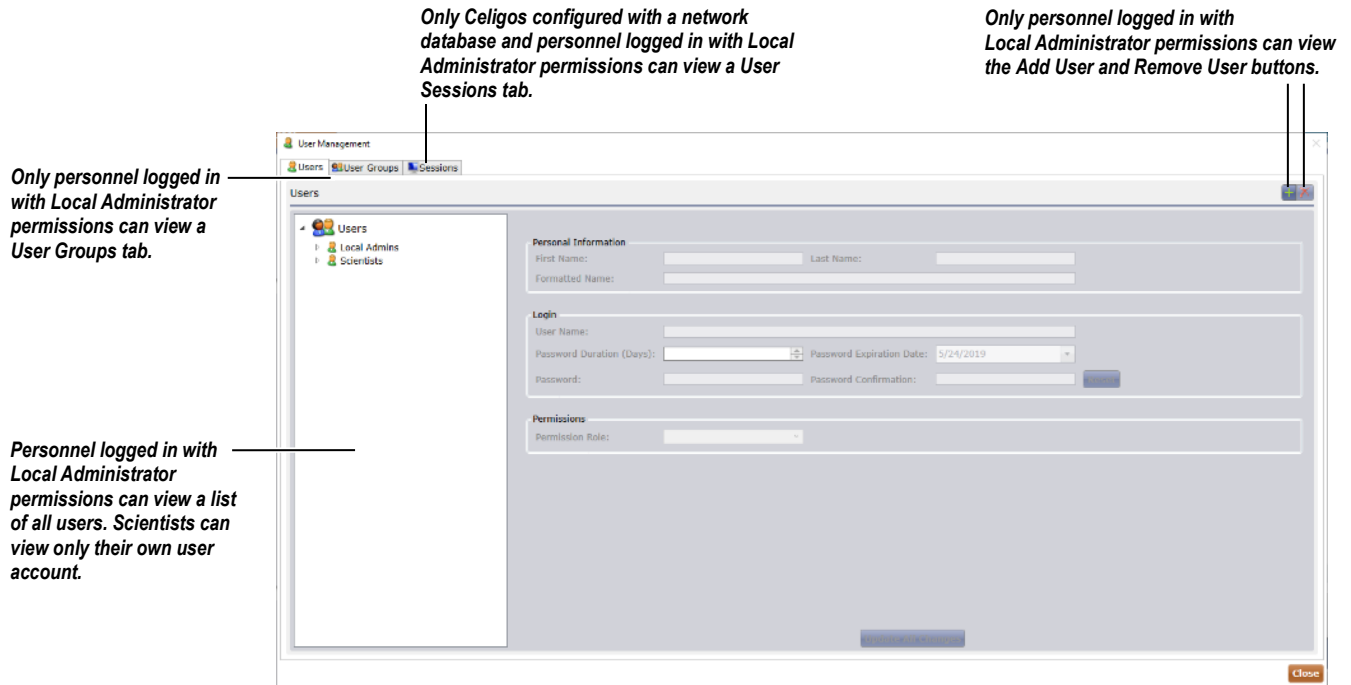 Only Celigos configured with a network
database and personnel logged in with Local
Administrator permissions can view a User
Sessions tab.
Only personnel logged in with
Local Administrator permissions can view
the Add User and Remove User buttons.
Only personnel logged in
with Local Administrator
permissions can view a
User Groups tab.
Personnel logged in with
Local Administrator
permissions can view a list
of all users. Scientists can
view only their own user
account.
User Management
Users User Groups Sessions
Users
Users
Local Admins
Scientists
Personal Information
First Name: Last Name:
Formatted Name:
Login
User Name:
Password Duration (Days): Password Expiration Date: 5/24/2019
Password: Password Confirmation:
Permissions
Permission Role:
Close